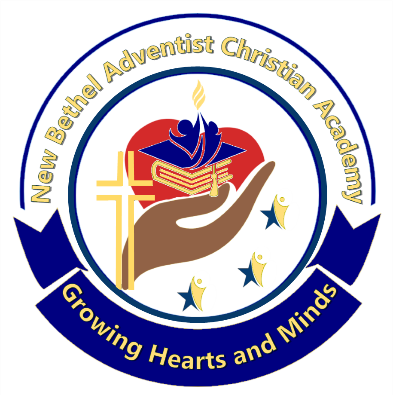 New Bethel Adventist Christian Academy
Growing Hearts and Minds